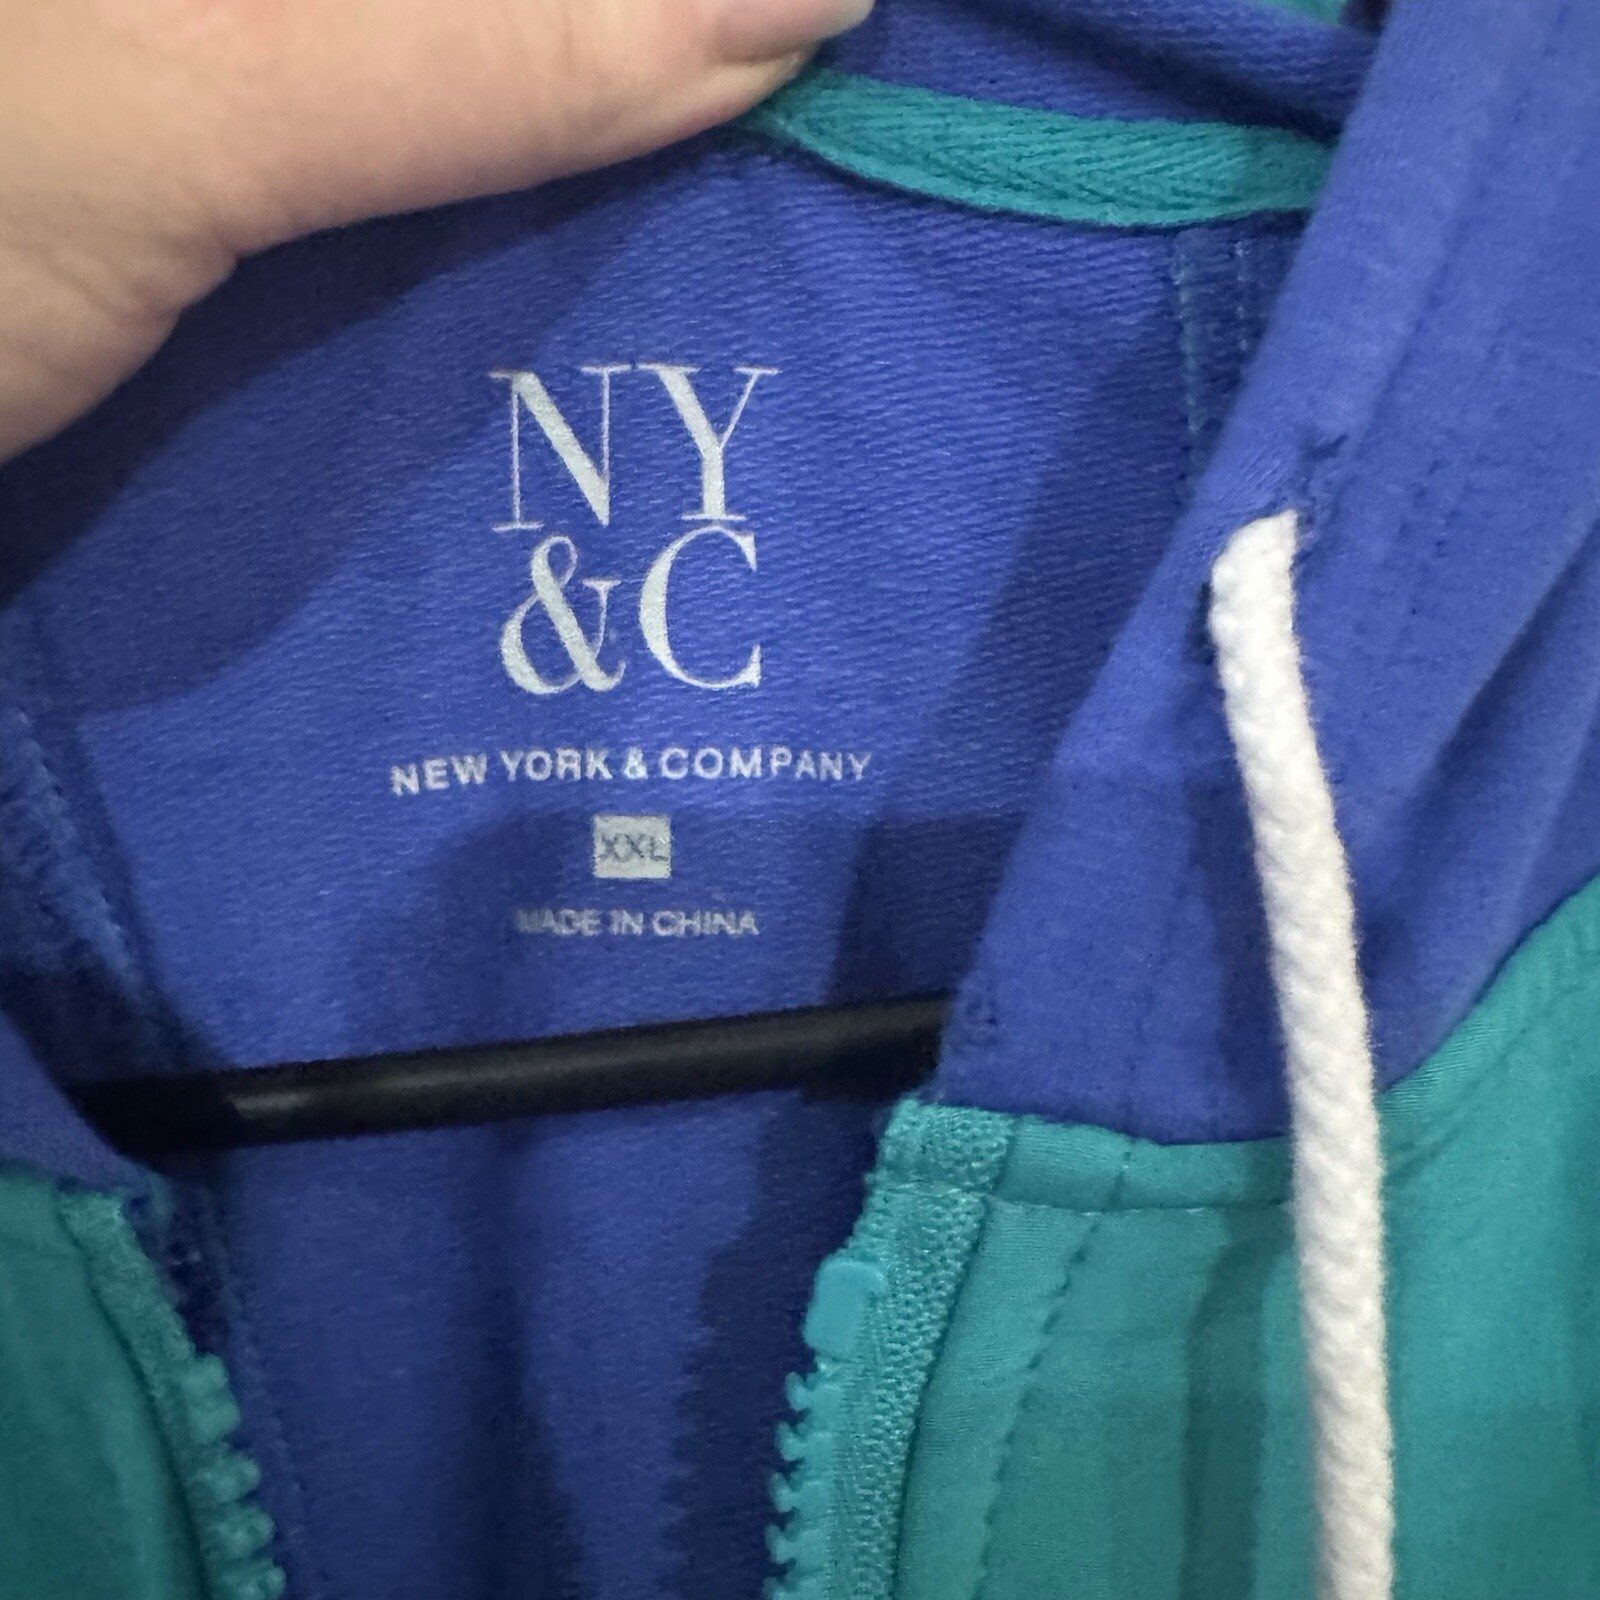 NY
&C
NEW YORK & COMPANY
XXL
MADE IN CHINA